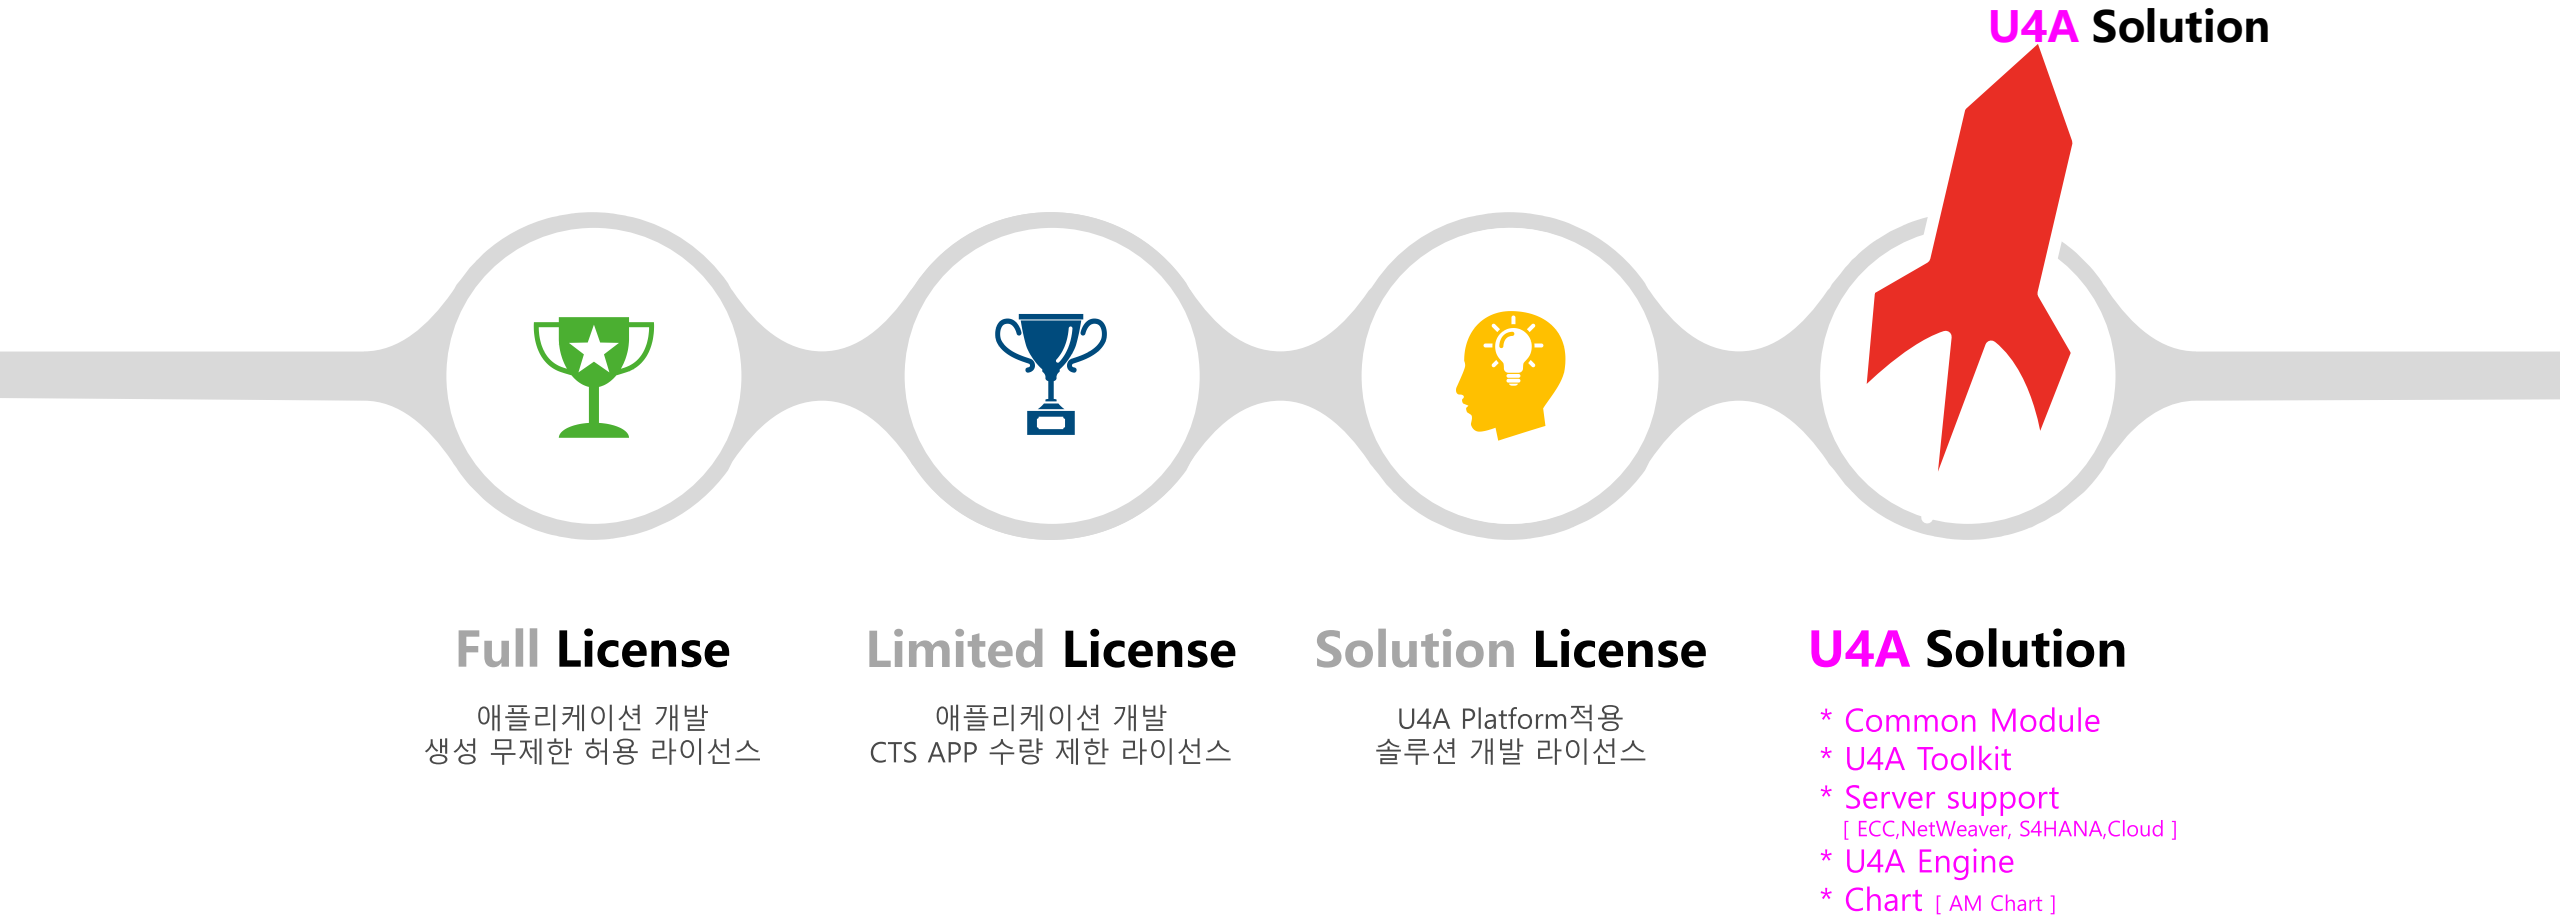 U4A Solution
Full License
애플리케이션 개발
생성 무제한 허용 라이선스
Limited License
애플리케이션 개발
CTS APP 수량 제한 라이선스
Solution License
U4A Platform적용
솔루션 개발 라이선스
U4A Solution
* Common Module
* U4A Toolkit
* Server support
[ ECC,NetWeaver, S4HANA,Cloud ]
* U4A Engine
* Chart [ AM Chart ]